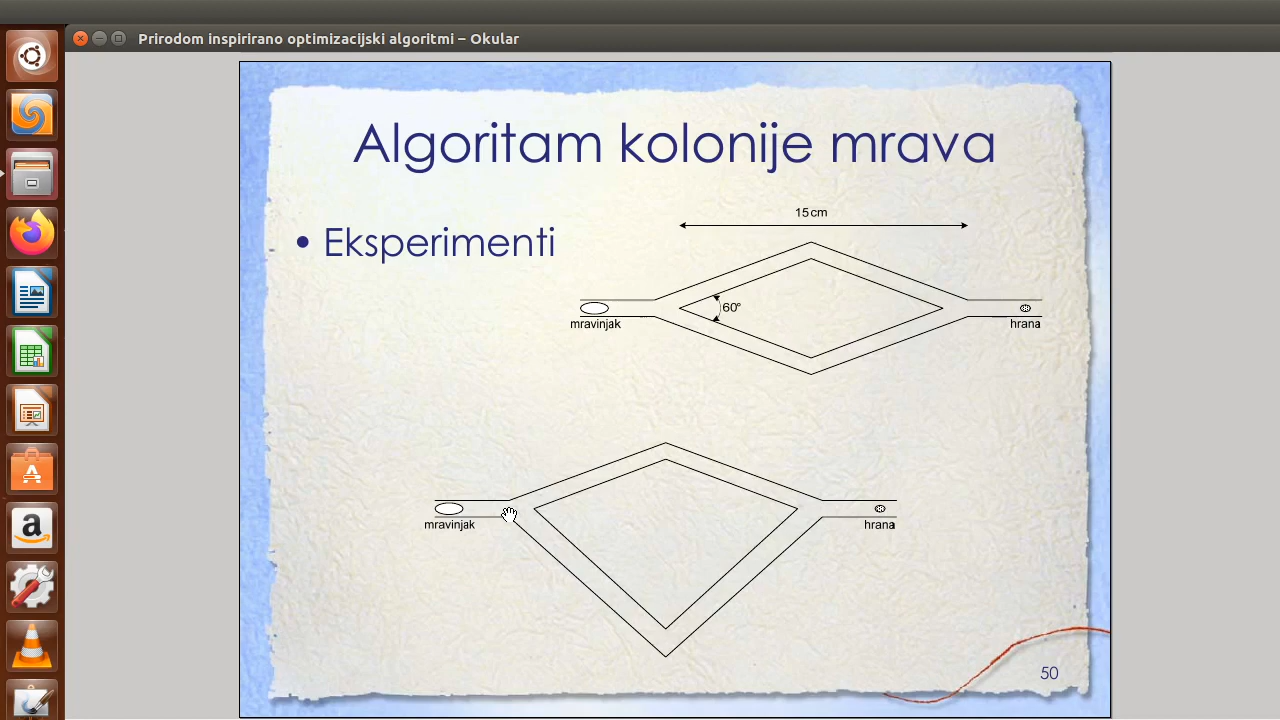 Prirodom inspirirano optimizacijski algoritmi – Okular
Algoritam kolonije mrava
• Eksperimenti
15 cm
60°
mravinjak
hrana
mravinjak
hrana
50